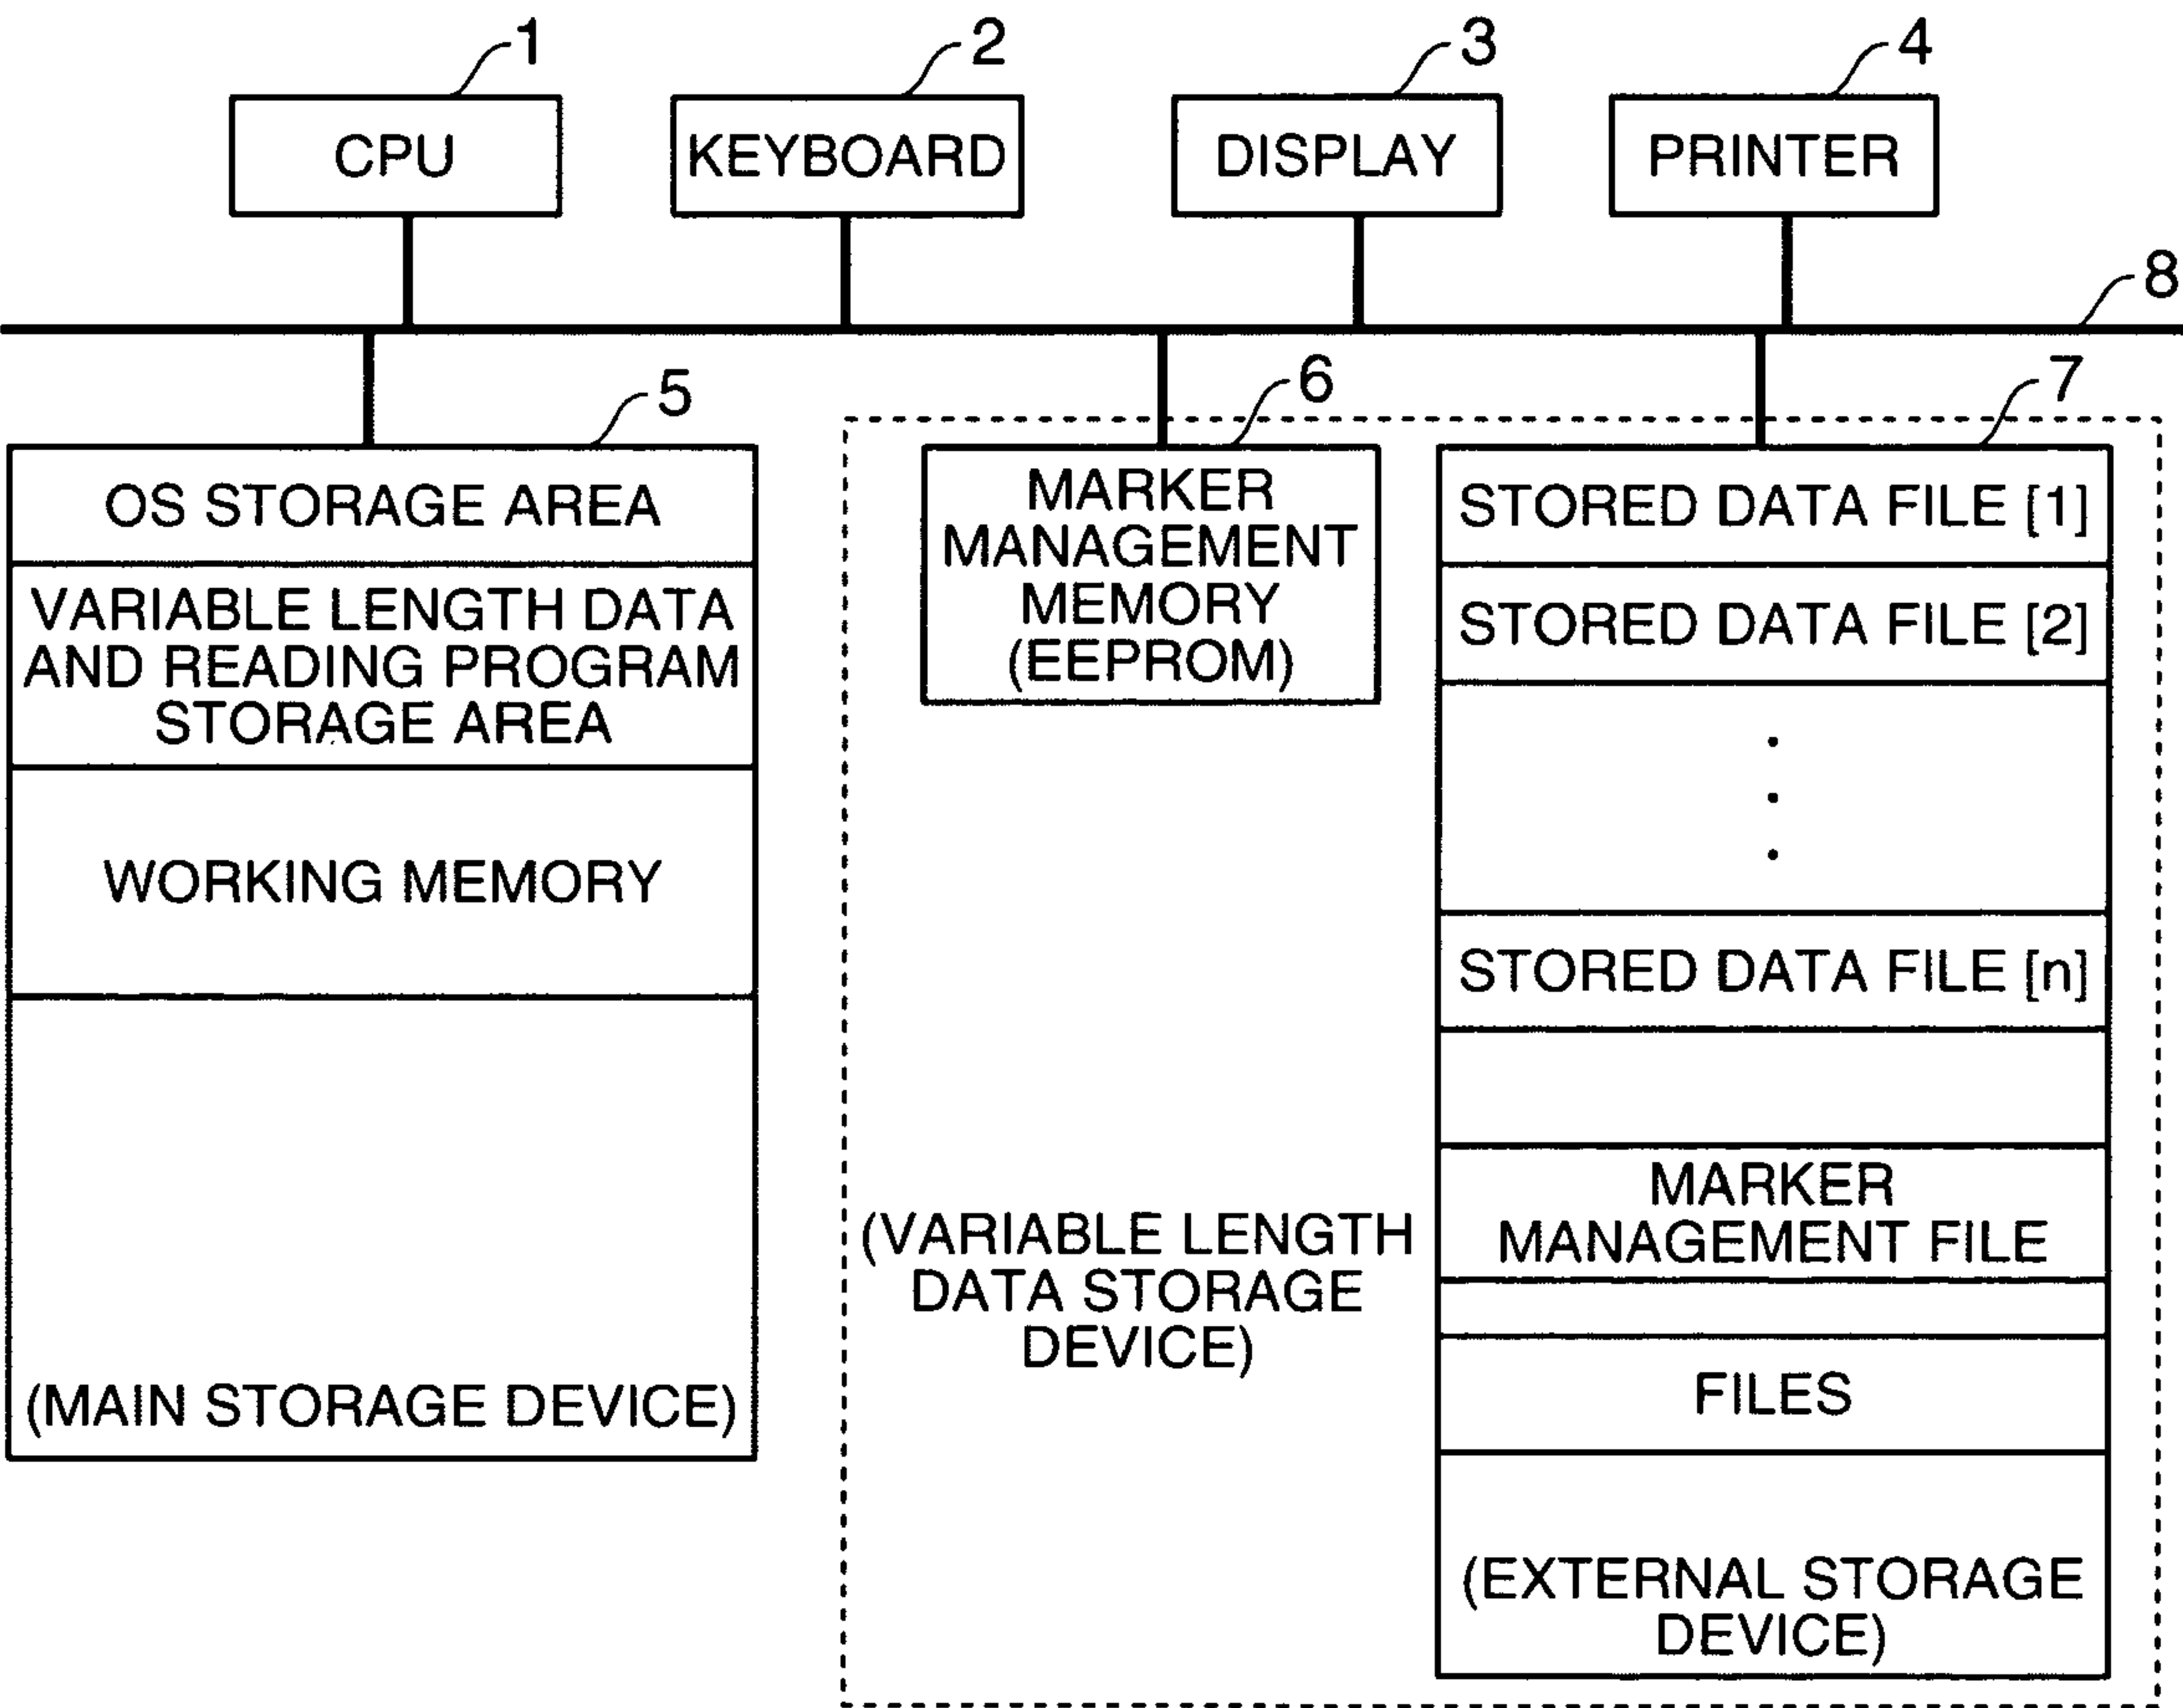 1
2
3
4
CPU
KEYBOARD
DISPLAY
PRINTER
8
5
6
7
OS STORAGE AREA
VARIABLE LENGTH DATA
AND READING PROGRAM
STORAGE AREA
WORKING MEMORY
(MAIN STORAGE DEVICE)
MARKER
MANAGEMENT
MEMORY
(EEPROM)
(VARIABLE LENGTH
DATA STORAGE
DEVICE)
STORED DATA FILE [1]
STORED DATA FILE [2]
STORED DATA FILE [n]
MARKER
MANAGEMENT FILE
FILES
(EXTERNAL STORAGE
DEVICE)